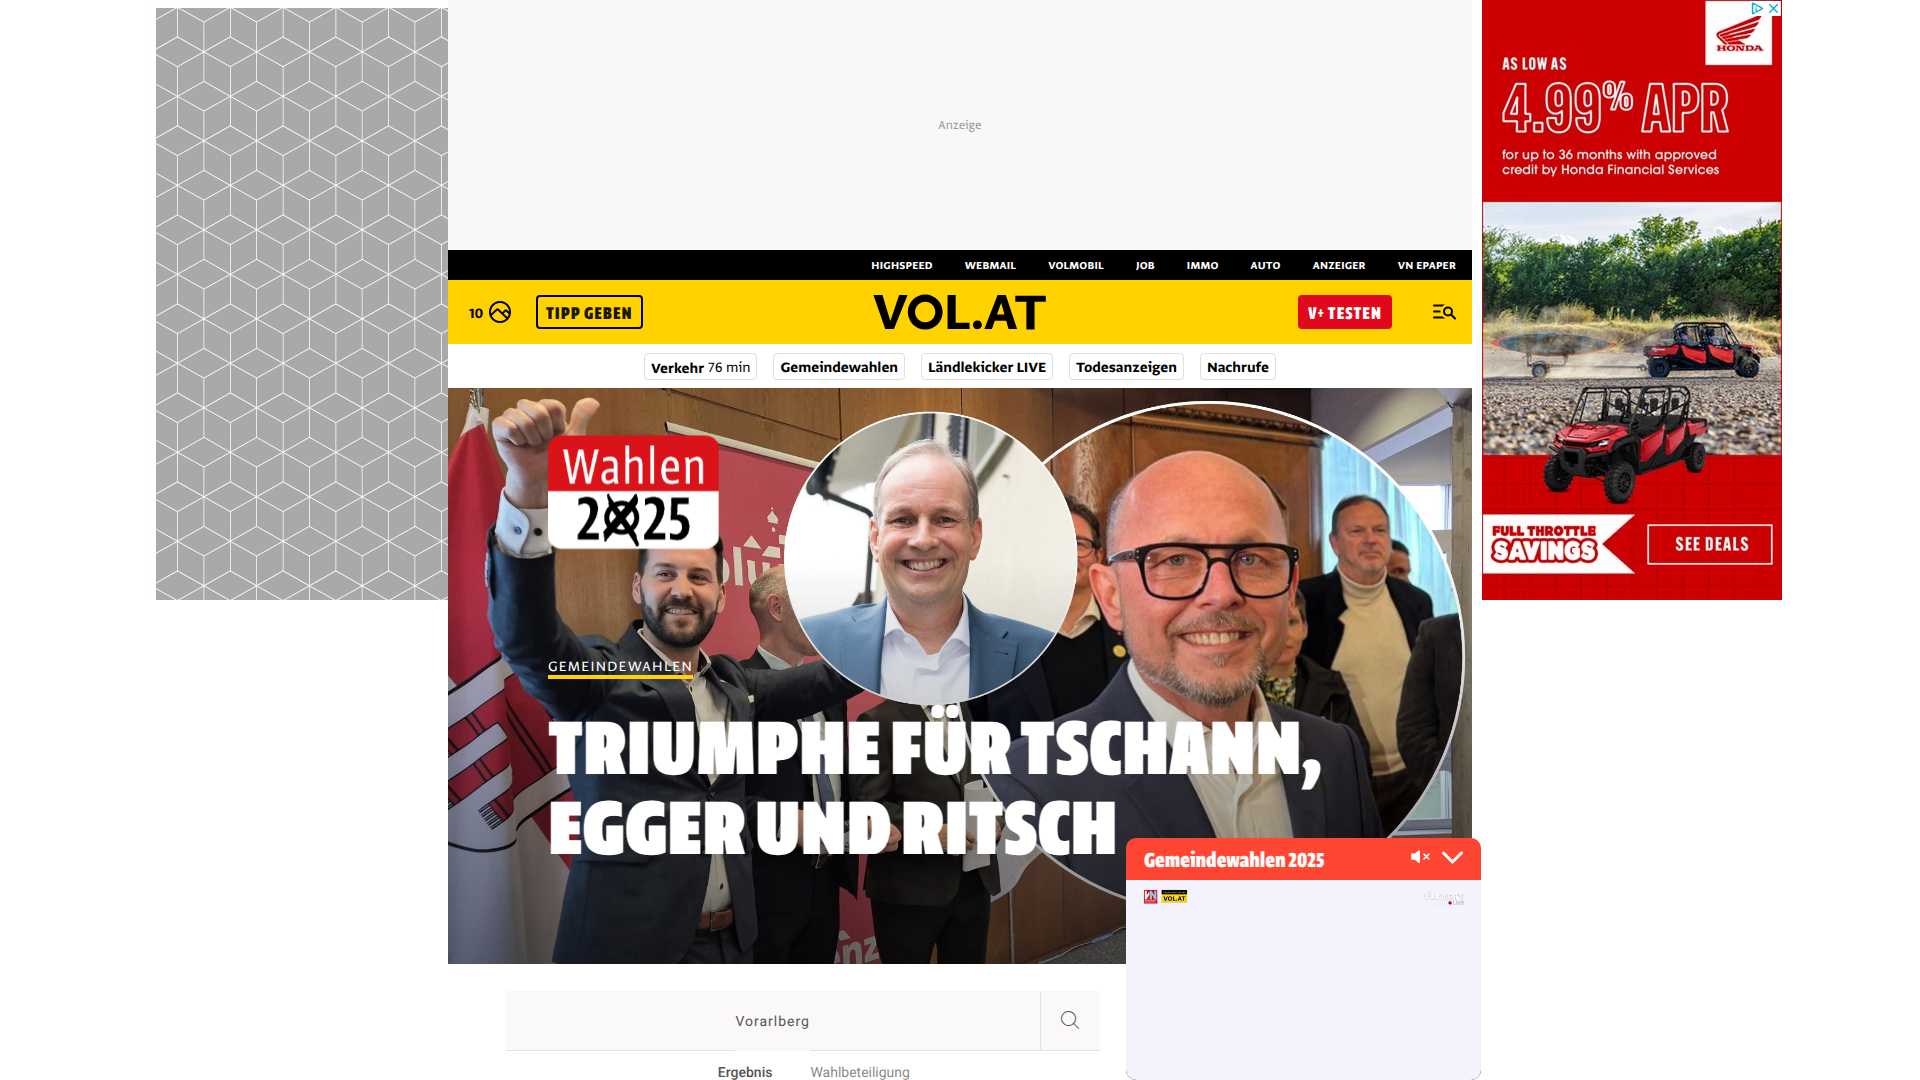 Anzeige
HIGHSPEED WEBMAIL VOLMOBIL JOB IMMO AUTO ANZEIGER VN EPAPER
10 TIPP GEBEN VOL.AT V+ TESTEN
Verkehr 76 min Gemeindewahlen Ländlekicker LIVE Todesanzeigen Nachrufe
Wahlen
2025
GEMEINDEWAHLEN
TRIUMPHE FÜR TSCHANN,
EGGER UND RITSCH
Gemeindewahlen 2025
VOL.AT
Vorarlberg
Ergebnis Wahlbeteiligung
HONDA
AS LOW AS
4.99% APR
for up to 36 months with approved
credit by Honda Financial Services
FULL THROTTLE
SAVINGS
SEE DEALS